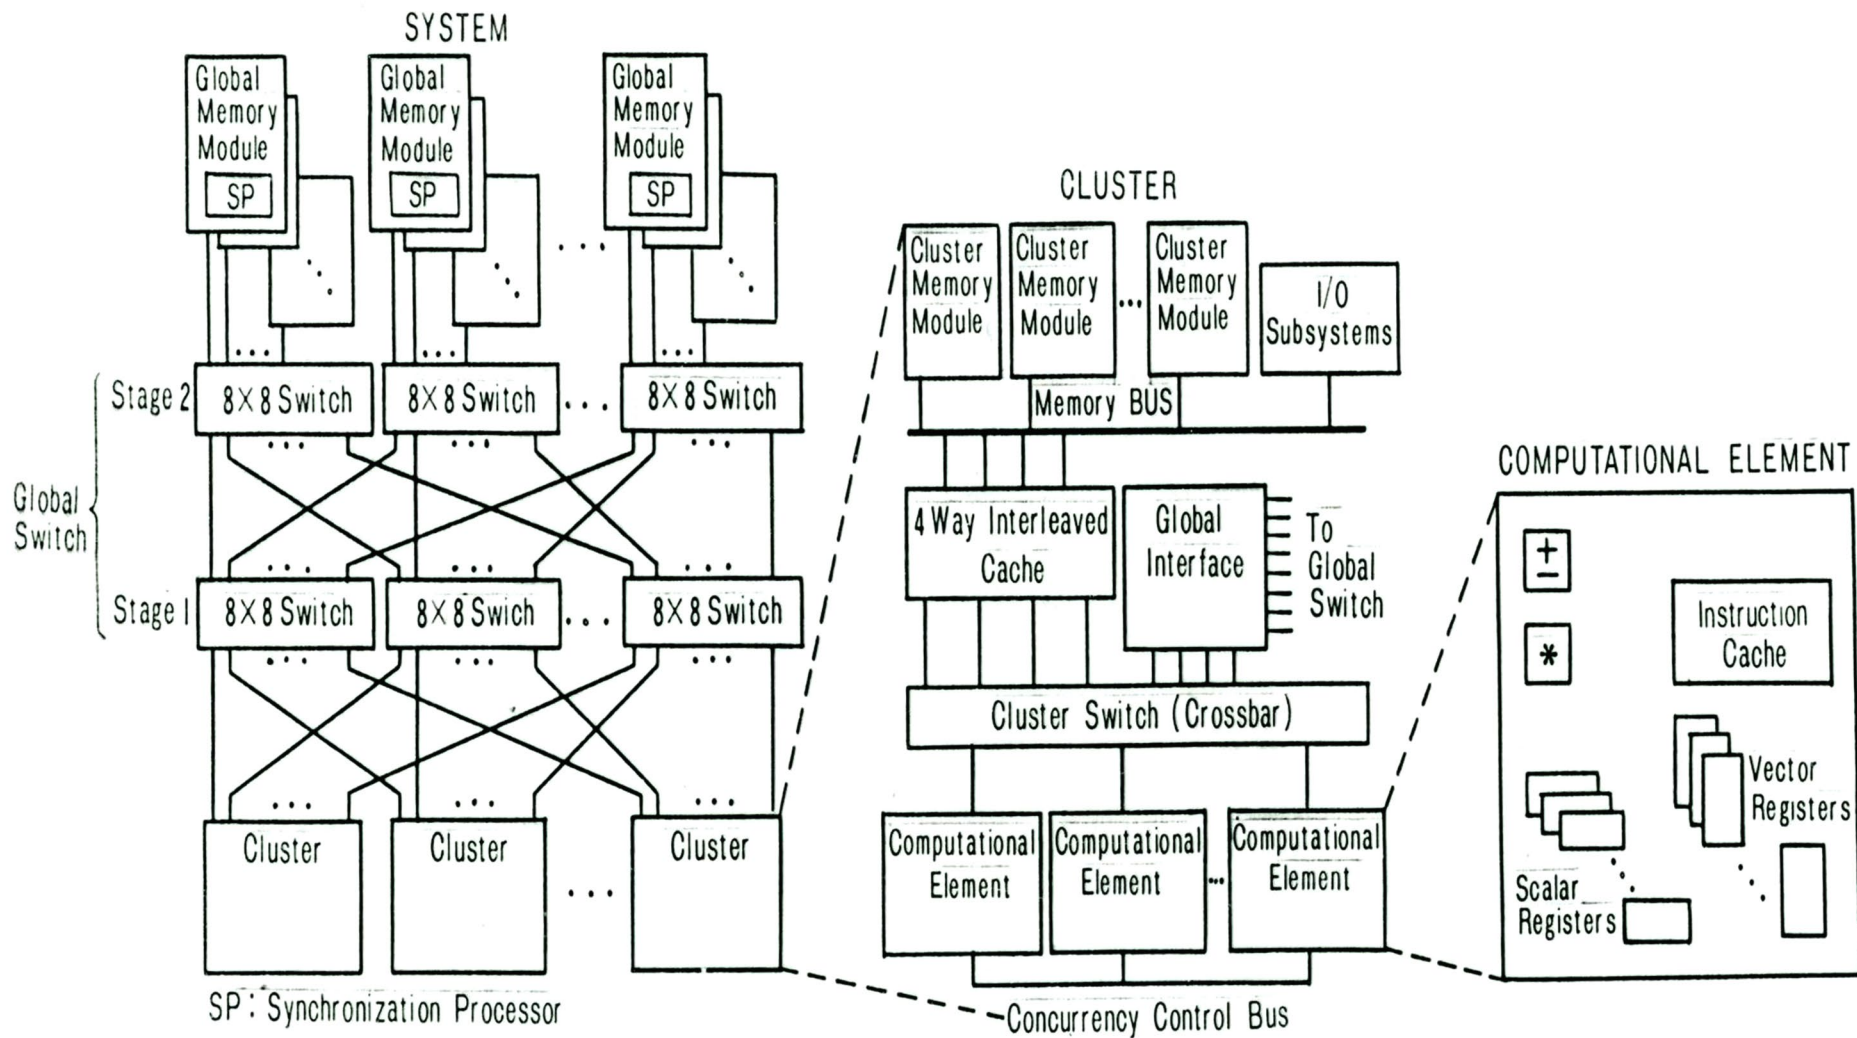 SYSTEM
Global
Memory
Module
SP
Global
Memory
Module
SP
Global
Memory
Module
SP
Stage 2
8×8 Switch
8×8 Switch
8×8 Switch
Global
Switch
Stage 1
8×8 Switch
8×8 Swich
8×8 Switch
Cluster
Cluster
Cluster
SP: Synchronization Processor
CLUSTER
Cluster
Memory
Module
Cluster
Memory
Module
Cluster
Memory
Module
I/O
Subsystems
Memory BUS
4 Way Interleaved
Cache
Global
Interface
To
Global
Switch
Cluster Switch (Crossbar)
Computational
Element
Computational
Element
Computational
Element
Concurrency Control Bus
COMPUTATIONAL ELEMENT
+
−
*
Instruction
Cache
Vector
Registers
Scalar
Registers